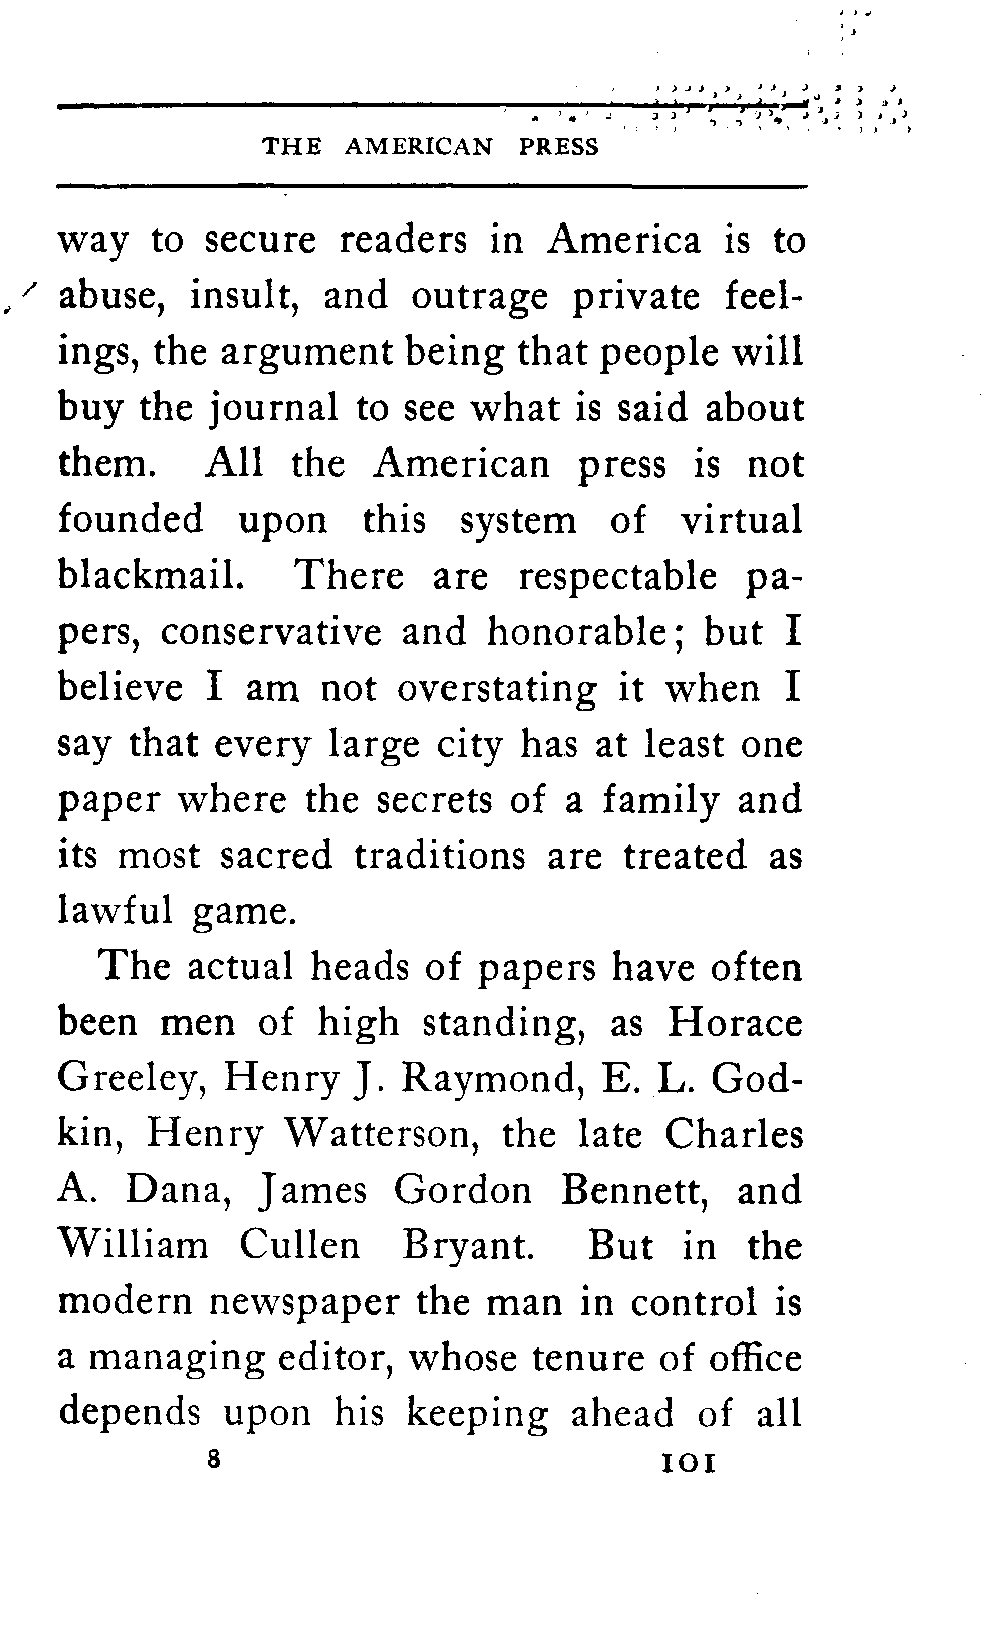 THE AMERICAN PRESS
way to secure readers in America is to
abuse, insult, and outrage private feel-
ings, the argument being that people will
buy the journal to see what is said about
them. All the American press is not
founded upon this system of virtual
blackmail. There are respectable pa-
pers, conservative and honorable; but I
believe I am not overstating it when I
say that every large city has at least one
paper where the secrets of a family and
its most sacred traditions are treated as
lawful game.
The actual heads of papers have often
been men of high standing, as Horace
Greeley, Henry J. Raymond, E. L. God-
kin, Henry Watterson, the late Charles
A. Dana, James Gordon Bennett, and
William Cullen Bryant. But in the
modern newspaper the man in control is
a managing editor, whose tenure of office
depends upon his keeping ahead of all
8 101